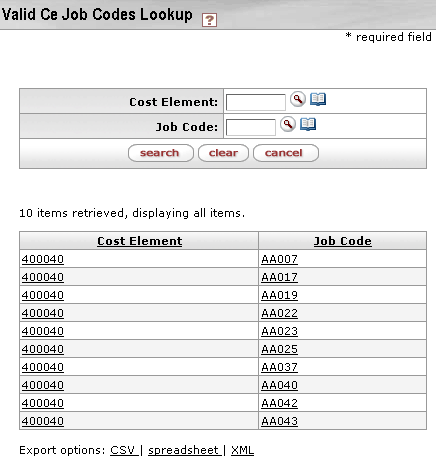 Valid Ce Job Codes Lookup ?
* required field
Cost Element:
Job Code:
search clear cancel
10 items retrieved, displaying all items.
Cost Element Job Code
400040 AA007
400040 AA017
400040 AA019
400040 AA022
400040 AA023
400040 AA025
400040 AA037
400040 AA040
400040 AA042
400040 AA043
Export options: CSV | spreadsheet | XML